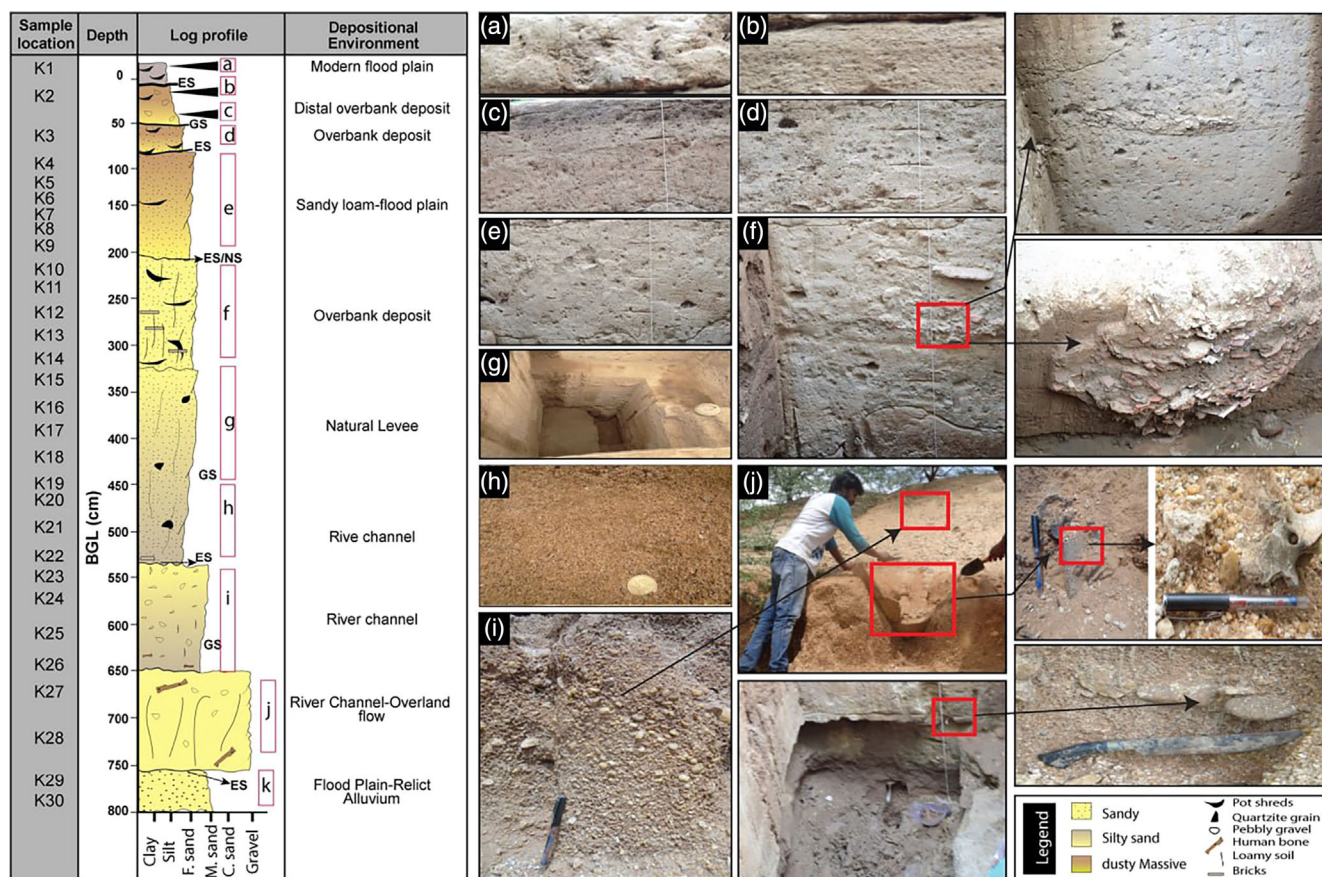 Sample location
Depth
Log profile
Depositional Environment
K1
K2
K3
K4
K5
K6
K7
K8
K9
K10
K11
K12
K13
K14
K15
K16
K17
K18
K19
K20
K21
K22
K23
K24
K25
K26
K27
K28
K29
K30
BGL (cm)
0
50
100
150
200
250
300
350
400
450
500
550
600
650
700
750
800
ES
GS
ES
ES/NS
GS
ES
GS
ES
a
b
c
d
e
f
g
h
i
j
k
Clay
Silt
F. sand
M. sand
C. sand
Gravel
Modern flood plain
Distal overbank deposit
Overbank deposit
Sandy loam-flood plain
Overbank deposit
Natural Levee
Rive channel
River channel
River Channel-Overland
flow
Flood Plain-Relict
Alluvium
(a)
(b)
(c)
(d)
(e)
(f)
(g)
(h)
(i)
(j)
Legend
Sandy
Silty sand
dusty Massive
Pot shreds
Quartzite grain
Pebbly gravel
Human bone
Loamy soil
Bricks